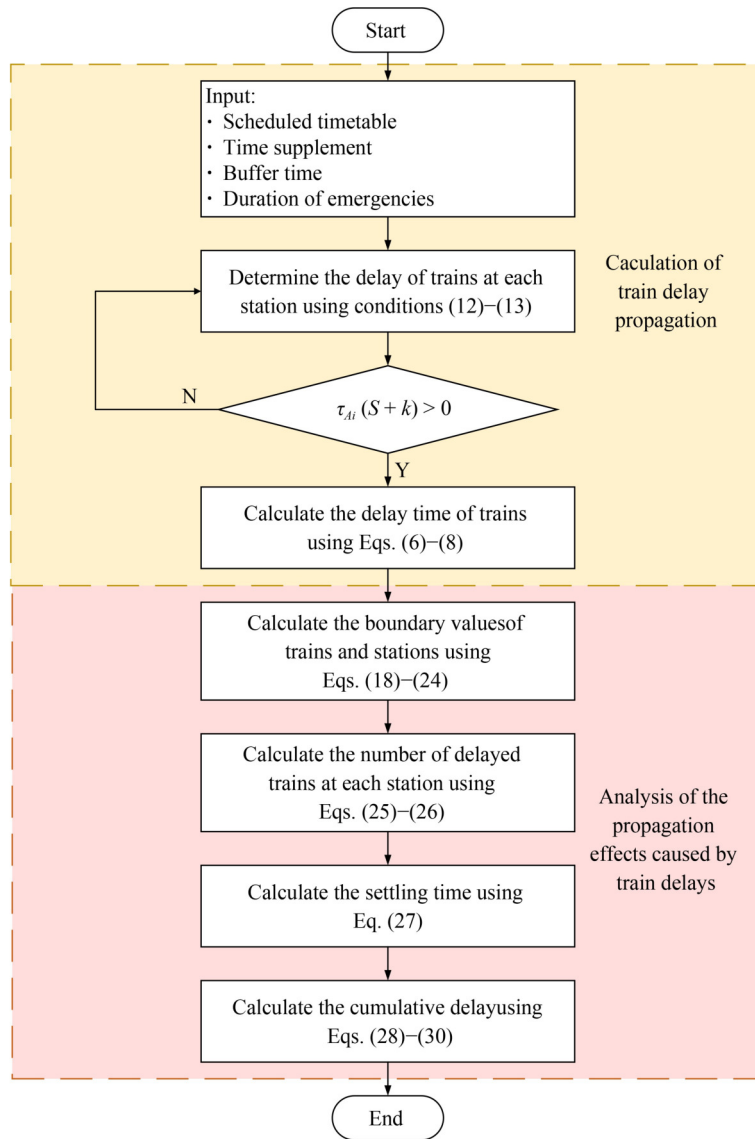 Start
Input:
· Scheduled timetable
· Time supplement
· Buffer time
· Duration of emergencies
Determine the delay of trains at each
station using conditions (12)−(13)
Caculation of
train delay
propagation
N
τ_{Ai} (S + k) > 0
Y
Calculate the delay time of trains
using Eqs. (6)−(8)
Calculate the boundary valuesof
trains and stations using
Eqs. (18)−(24)
Calculate the number of delayed
trains at each station using
Eqs. (25)−(26)
Analysis of the
propagation
effects caused by
train delays
Calculate the settling time using
Eq. (27)
Calculate the cumulative delayusing
Eqs. (28)−(30)
End